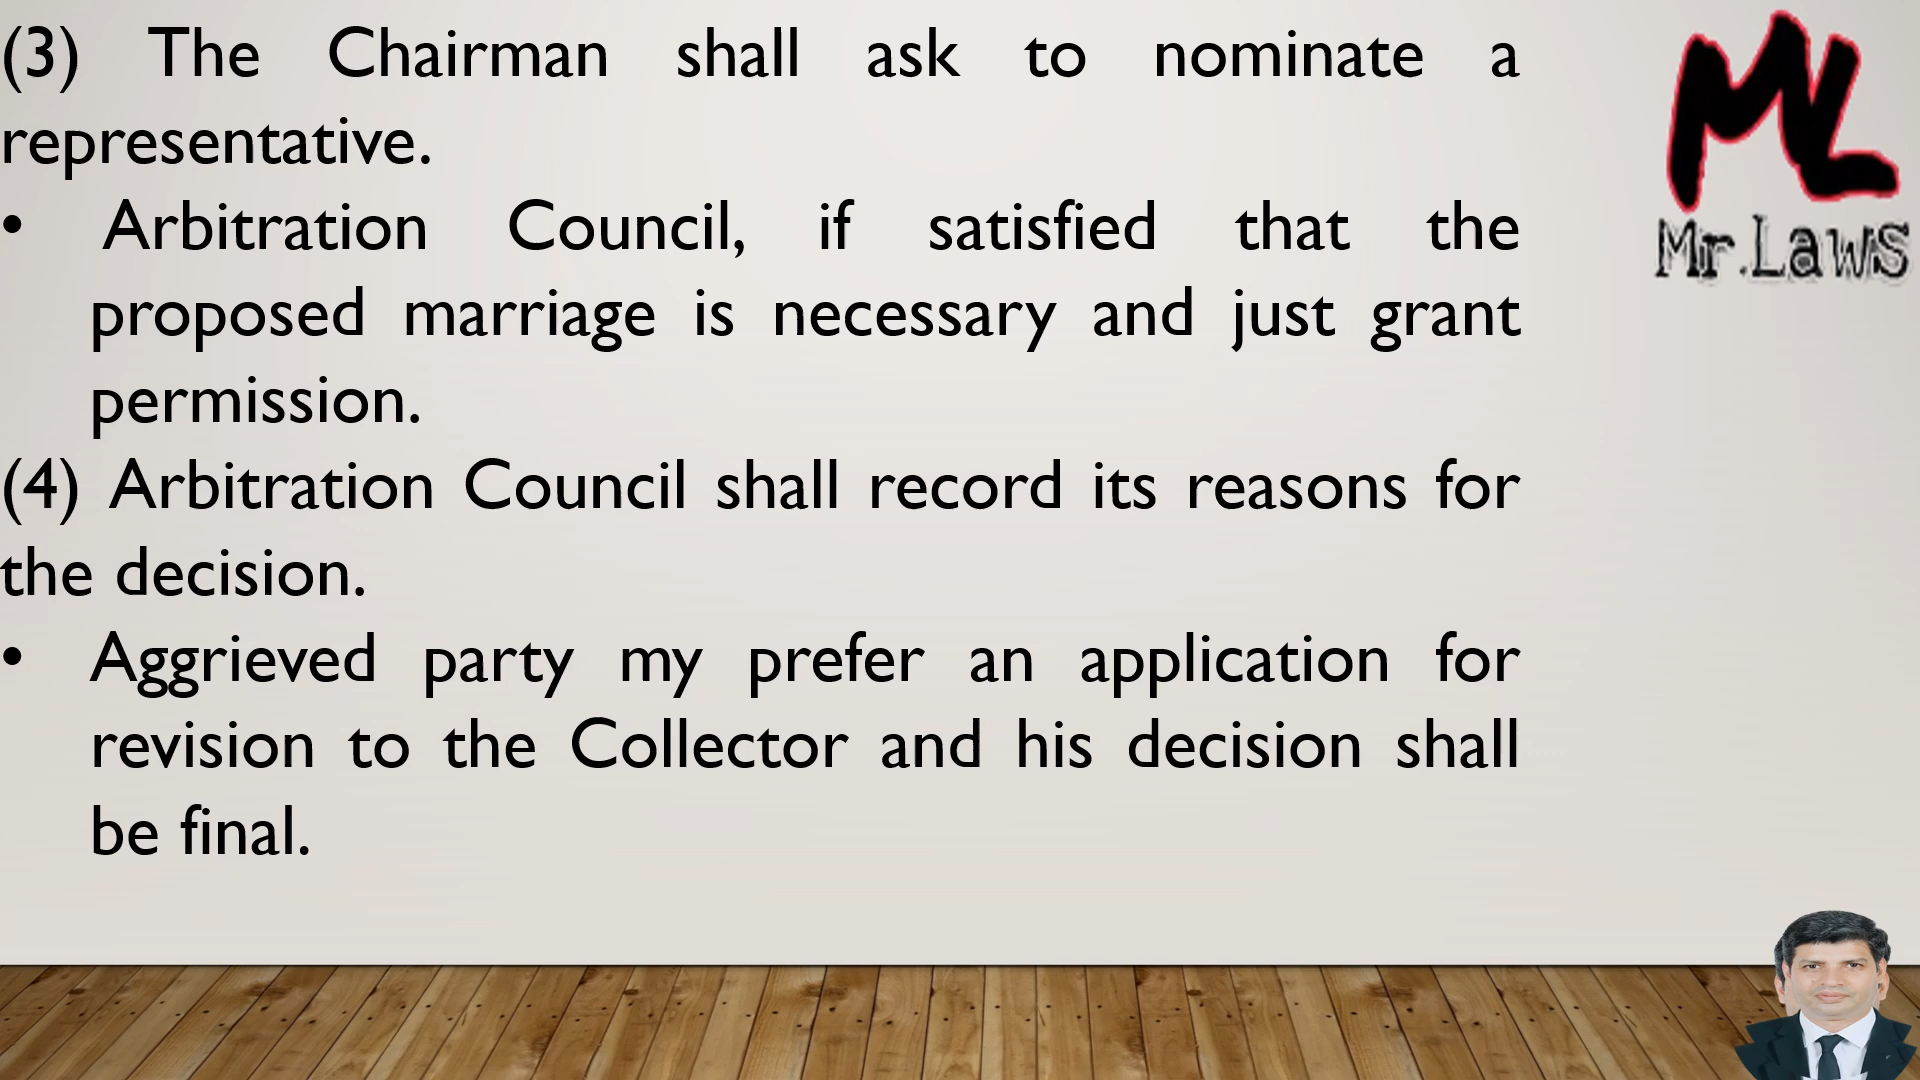 (3) The Chairman shall ask to nominate a
representative.
• Arbitration Council, if satisfied that the
proposed marriage is necessary and just grant
permission.
(4) Arbitration Council shall record its reasons for
the decision.
• Aggrieved party my prefer an application for
revision to the Collector and his decision shall
be final.
ML
Mr.Laws